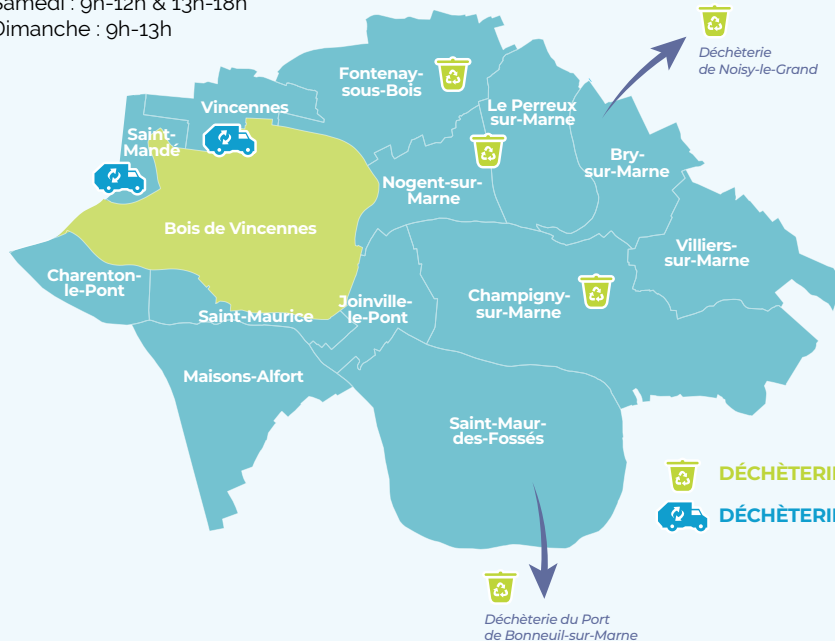 Samedi : 9h-12h & 13h-18h
Dimanche : 9h-13h
Déchèterie
de Noisy-le-Grand
Fontenay-
sous-Bois
Vincennes
Le Perreux
sur-Marne
Saint-
Mandé
Bry-
sur-Marne
Nogent-sur-
Marne
Bois de Vincennes
Villiers-
sur-Marne
Charenton-
le-Pont
Champigny-
sur-Marne
Joinville-
le-Pont
Saint-Maurice
Maisons-Alfort
Saint-Maur-
des-Fossés
DÉCHÈTERIE
DÉCHÈTERIE
Déchèterie du Port
de Bonneuil-sur-Marne